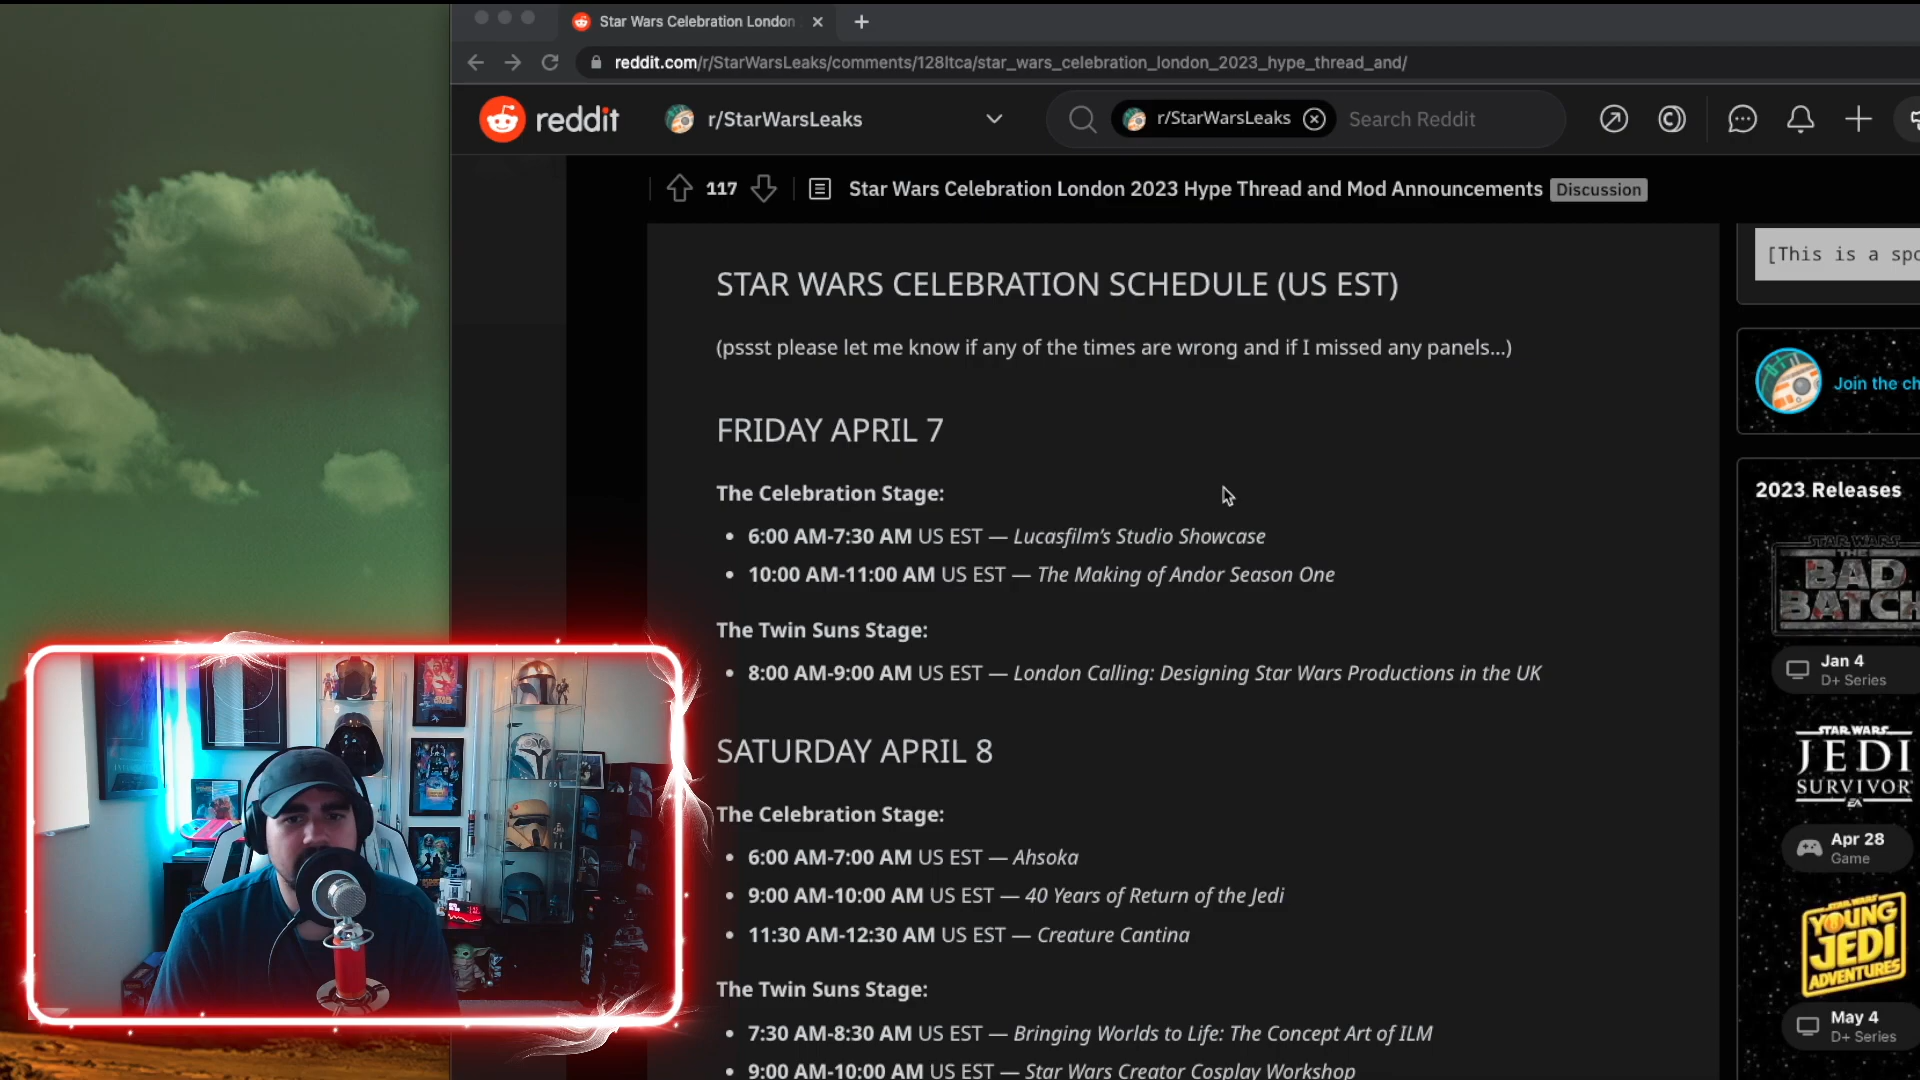 Star Wars Celebration London
reddit.com/r/StarWarsLeaks/comments/128ltca/star_wars_celebration_london_2023_hype_thread_and/
reddit
r/StarWarsLeaks
r/StarWarsLeaks
Search Reddit
117
Star Wars Celebration London 2023 Hype Thread and Mod Announcements
Discussion
STAR WARS CELEBRATION SCHEDULE (US EST)
(pssst please let me know if any of the times are wrong and if I missed any panels...)
FRIDAY APRIL 7
The Celebration Stage:
• 6:00 AM-7:30 AM US EST — Lucasfilm's Studio Showcase
• 10:00 AM-11:00 AM US EST — The Making of Andor Season One
The Twin Suns Stage:
• 8:00 AM-9:00 AM US EST — London Calling: Designing Star Wars Productions in the UK
SATURDAY APRIL 8
The Celebration Stage:
• 6:00 AM-7:00 AM US EST — Ahsoka
• 9:00 AM-10:00 AM US EST — 40 Years of Return of the Jedi
• 11:30 AM-12:30 AM US EST — Creature Cantina
The Twin Suns Stage:
• 7:30 AM-8:30 AM US EST — Bringing Worlds to Life: The Concept Art of ILM
• 9:00 AM-10:00 AM US EST — Star Wars Creator Cosplay Workshop
[This is a spo
Join the ch
2023 Releases
STAR WARS
THE
BAD
BATCH
Jan 4
D+ Series
STAR WARS
JEDI
SURVIVOR
EA
Apr 28
Game
STAR WARS
YOUNG
JEDI
ADVENTURES
May 4
D+ Series